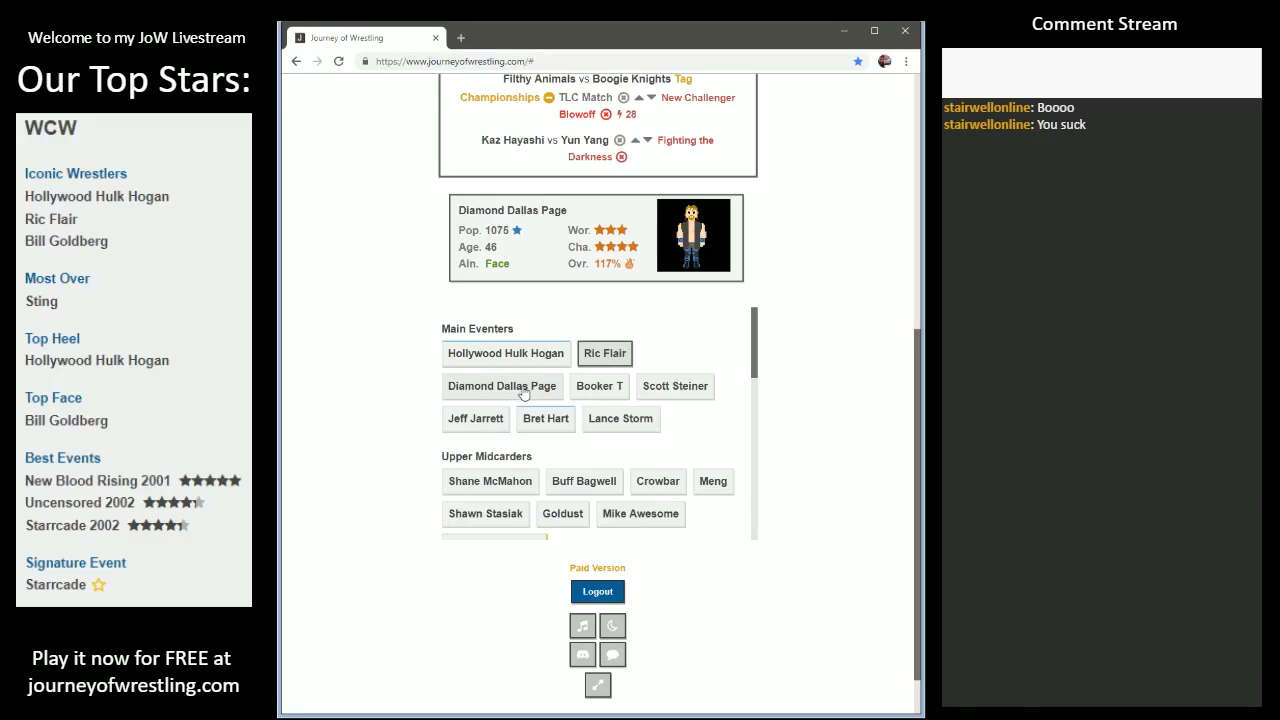 Welcome to my JoW Livestream
Our Top Stars:
WCW
Iconic Wrestlers
Hollywood Hulk Hogan
Ric Flair
Bill Goldberg
Most Over
Sting
Top Heel
Hollywood Hulk Hogan
Top Face
Bill Goldberg
Best Events
New Blood Rising 2001
Uncensored 2002
Starrcade 2002
Signature Event
Starrcade
Play it now for FREE at
journeyofwrestling.com
Journey of Wrestling
https://www.journeyofwrestling.com/#
Filthy Animals vs Boogie Knights Tag
Championships TLC Match New Challenger
Blowoff 28
Kaz Hayashi vs Yun Yang Fighting the
Darkness
Diamond Dallas Page
Pop. 1075 Wor.
Age. 46 Cha.
Aln. Face Ovr. 117%
Main Eventers
Hollywood Hulk Hogan Ric Flair
Diamond Dallas Page Booker T Scott Steiner
Jeff Jarrett Bret Hart Lance Storm
Upper Midcarders
Shane McMahon Buff Bagwell Crowbar Meng
Shawn Stasiak Goldust Mike Awesome
Paid Version
Logout
Comment Stream
stairwellonline: Boooo
stairwellonline: You suck